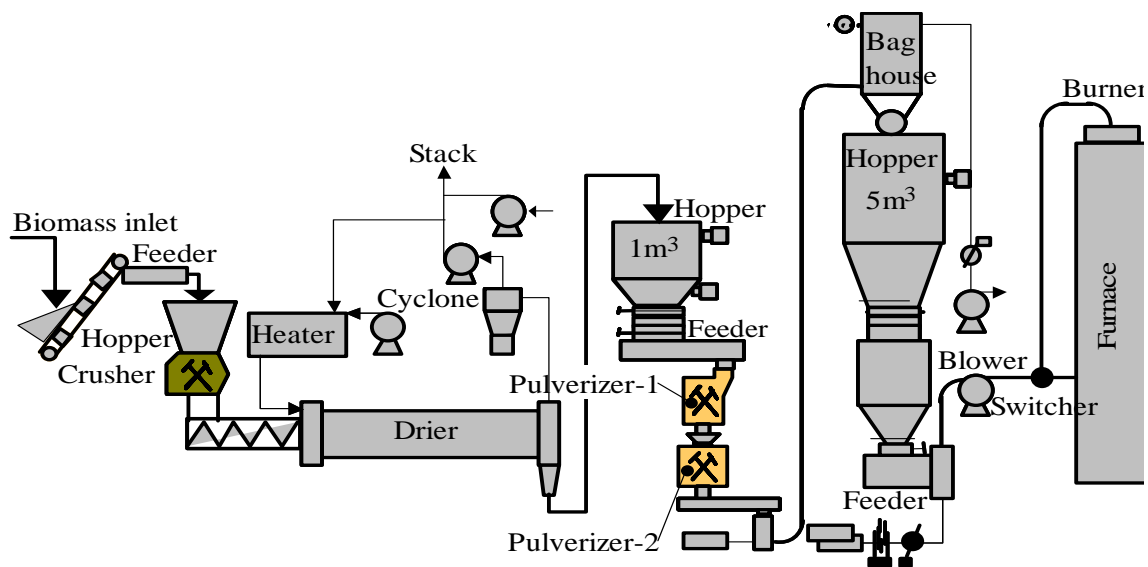 Biomass inlet
Feeder
Hopper
Crusher
Heater
Stack
Cyclone
Drier
Hopper
1m³
Feeder
Pulverizer-1
Pulverizer-2
Bag
house
Hopper
5m³
Feeder
Blower
Switcher
Burner
Furnace